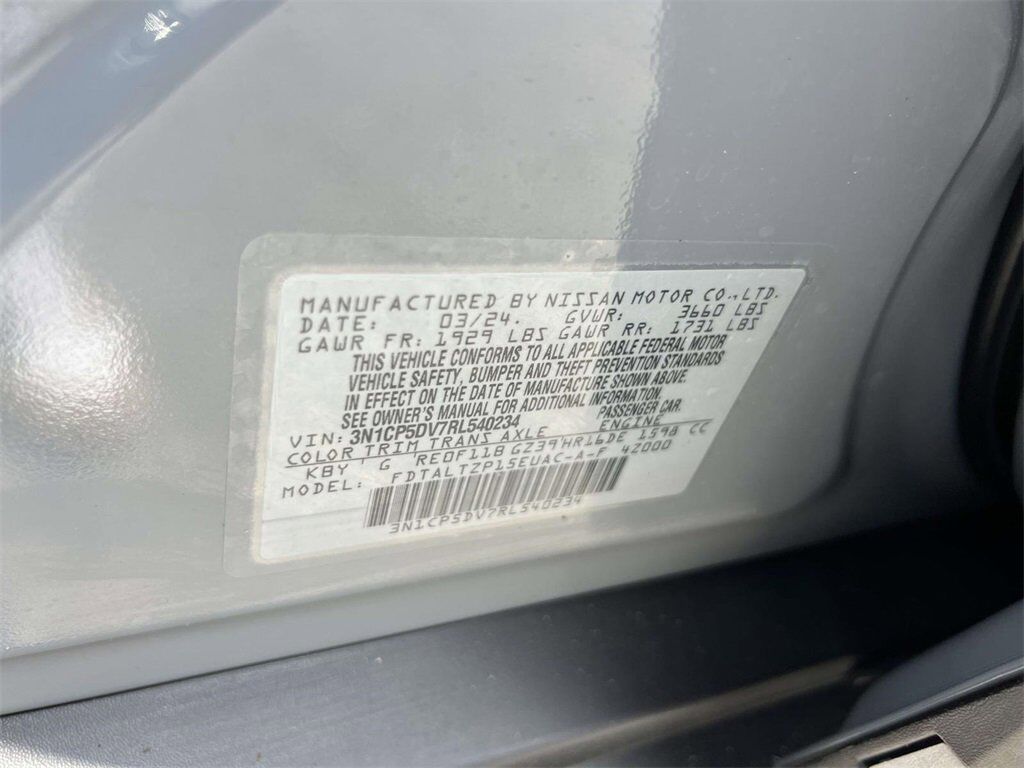 MANUFACTURED BY NISSAN MOTOR CO.,LTD.
DATE: 03/24. GVWR: 3660 LBS
GAWR FR: 1929 LBS GAWR RR: 1731 LBS
THIS VEHICLE CONFORMS TO ALL APPLICABLE FEDERAL MOTOR
VEHICLE SAFETY, BUMPER AND THEFT PREVENTION STANDARDS
IN EFFECT ON THE DATE OF MANUFACTURE SHOWN ABOVE.
SEE OWNER'S MANUAL FOR ADDITIONAL INFORMATION.
VIN: 3N1CP5DV7RL540234 PASSENGER CAR.
COLOR TRIM TRANS AXLE ENGINE
KBY G RE0F11B GZ39 HR16DE 1598 CC
MODEL: FDTALTZP15EUAC-A-F 42000
3N1CP5DV7RL540234